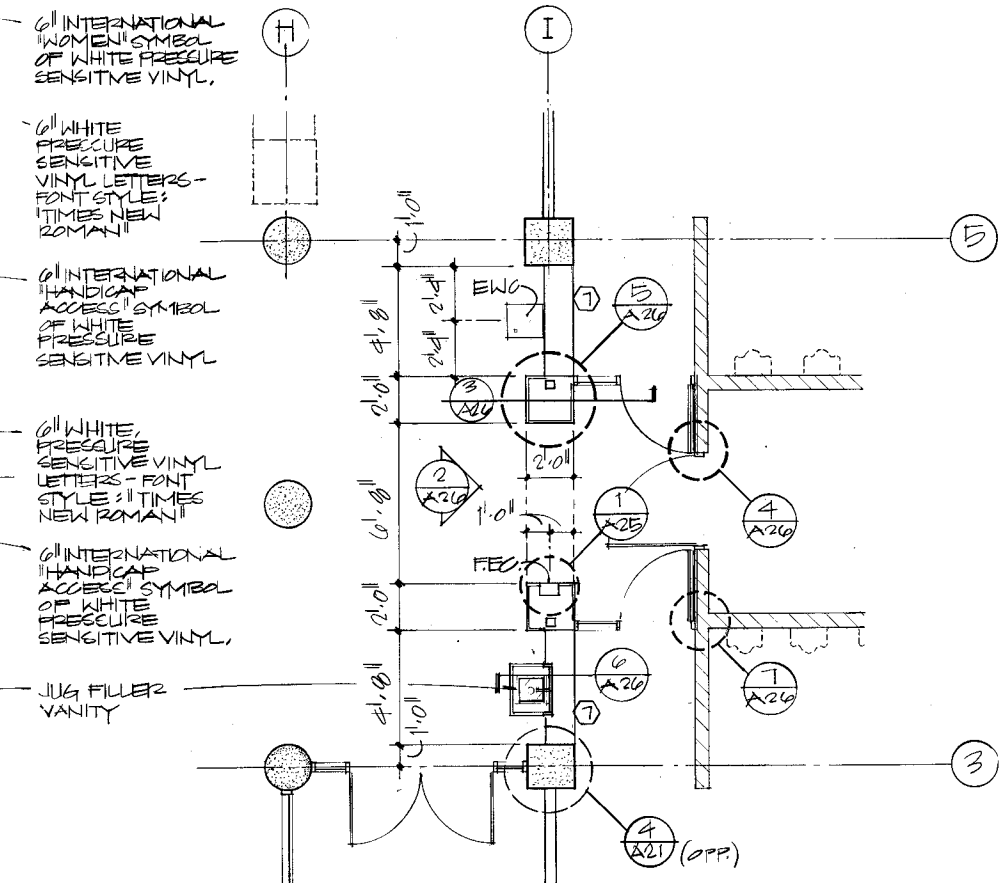 6" INTERNATIONAL
"WOMEN" SYMBOL
OF WHITE PRESSURE
SENSITIVE VINYL.
6" WHITE
PRESSURE
SENSITIVE
VINYL LETTERS -
FONT STYLE:
"TIMES NEW
ROMAN"
6" INTERNATIONAL
"HANDICAP
ACCESS" SYMBOL
OF WHITE
PRESSURE
SENSITIVE VINYL
6" WHITE,
PRESSURE
SENSITIVE VINYL
LETTERS - FONT
STYLE: "TIMES
NEW ROMAN"
6" INTERNATIONAL
"HANDICAP
ACCESS" SYMBOL
OF WHITE
PRESSURE
SENSITIVE VINYL.
JUG FILLER
VANITY
H
I
5
1'.0"
EWC
7
5
A26
2'.4"
4'.8"
2'.4"
2'.0"
3
A26
2'.0"
2
A26
6'.8"
1'.0"
1
A25
4
A26
F.E.C.
2'.0"
6
A26
7
A26
4'.8"
7
1'.0"
3
4
A21
(OPP.)